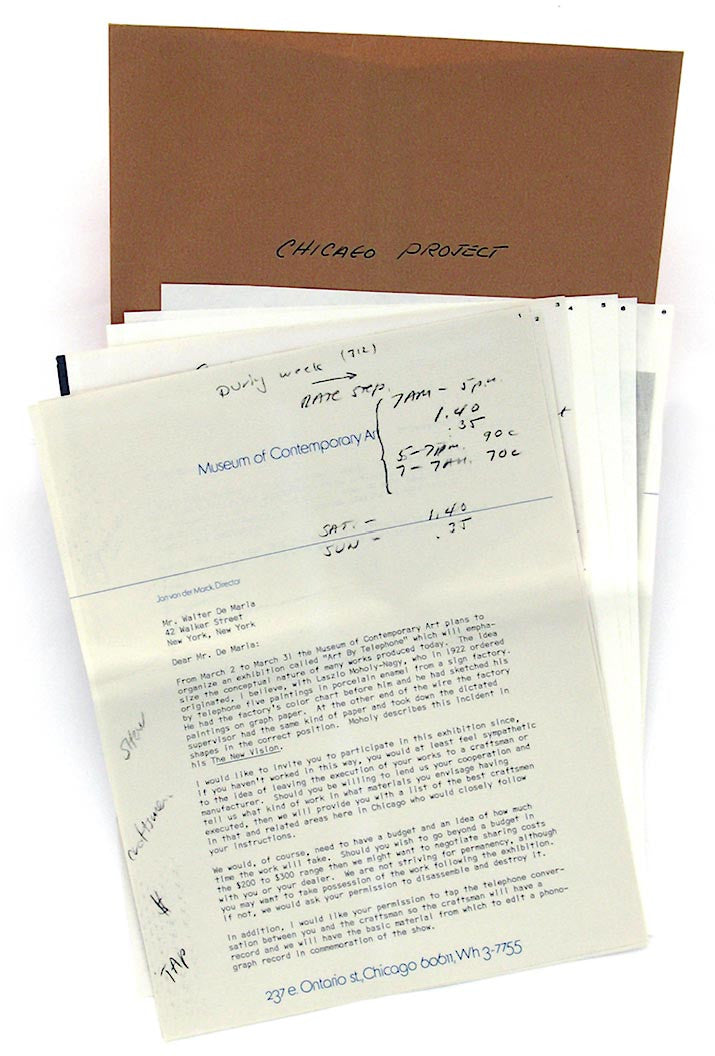 CHICAGO PROJECT
1
2
3
4
5
6
8
During week (312)
RATE STEP.
7AM - 5pm.
1.40
.35
5-7pm. 90c
7-7AM. 70c
Museum of Contemporary Art
SAT. - 1.40
SUN - .35
Jan van der Marck, Director
Mr. Walter De Maria
42 Walker Street
New York, New York
Dear Mr. De Maria:
From March 2 to March 31 the Museum of Contemporary Art plans to
organize an exhibition called "Art By Telephone" which will empha-
size the conceptual nature of many works produced today. The idea
originated, I believe, with Laszlo Moholy-Nagy, who in 1922 ordered
by telephone five paintings in porcelain enamel from a sign factory.
He had the factory's color chart before him and he had sketched his
paintings on graph paper. At the other end of the wire the factory
supervisor had the same kind of paper and took down the dictated
shapes in the correct position. Moholy describes this incident in
his The New Vision.
I would like to invite you to participate in this exhibition since,
if you haven't worked in this way, you would at least feel sympathetic
to the idea of leaving the execution of your works to a craftsman or
manufacturer. Should you be willing to lend us your cooperation and
tell us what kind of work in what materials you envisage having
executed, then we will provide you with a list of the best craftsmen
in that and related areas here in Chicago who would closely follow
your instructions.
We would, of course, need to have a budget and an idea of how much
time the work will take. Should you wish to go beyond a budget in
the $200 to $300 range then we might want to negotiate sharing costs
with you or your dealer. We are not striving for permanency, although
you may want to take possession of the work following the exhibition.
If not, we would ask your permission to disassemble and destroy it.
In addition, I would like your permission to tap the telephone conver-
sation between you and the craftsman so the craftsman will have a
record and we will have the basic material from which to edit a phono-
graph record in commemoration of the show.
Show
craftsmen
$
TAP
237 e. Ontario st., Chicago 60611, Wh 3-7755